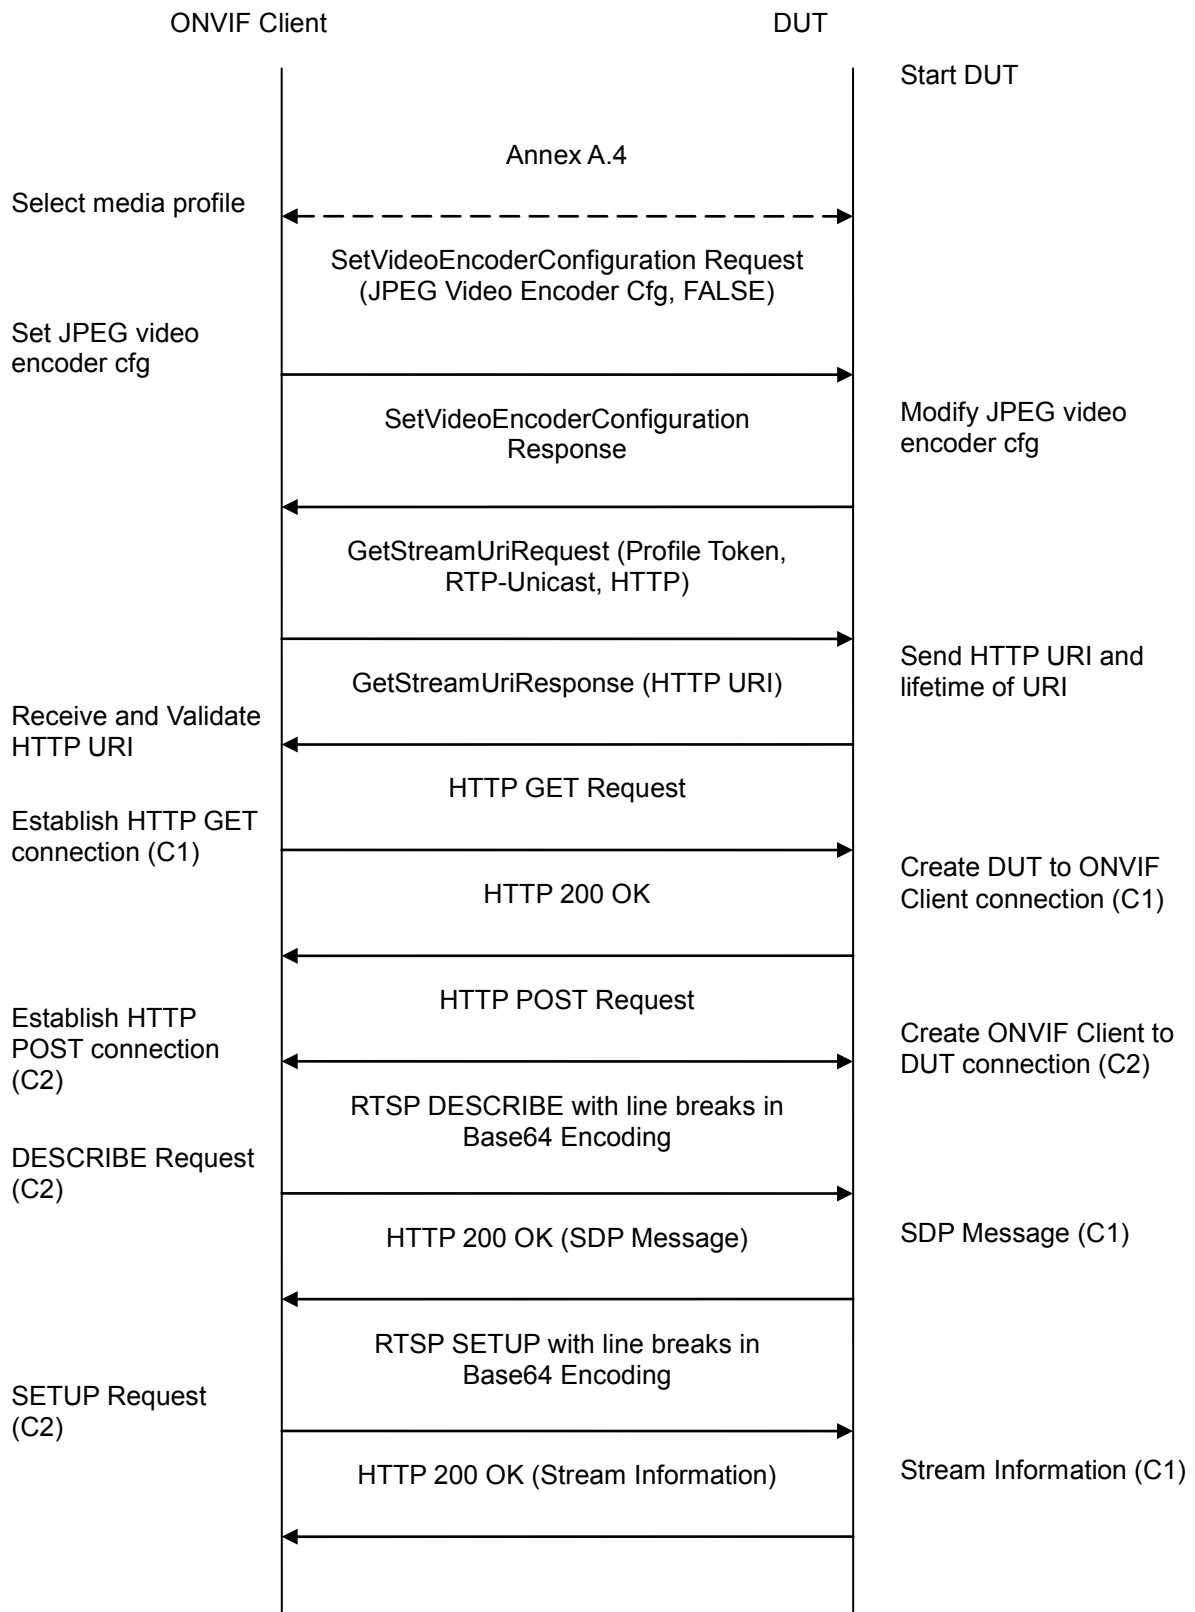 ONVIF Client
DUT
Start DUT
Annex A.4
Select media profile
SetVideoEncoderConfiguration Request
(JPEG Video Encoder Cfg, FALSE)
Set JPEG video
encoder cfg
SetVideoEncoderConfiguration
Response
Modify JPEG video
encoder cfg
GetStreamUriRequest (Profile Token,
RTP-Unicast, HTTP)
Send HTTP URI and
lifetime of URI
GetStreamUriResponse (HTTP URI)
Receive and Validate
HTTP URI
HTTP GET Request
Establish HTTP GET
connection (C1)
Create DUT to ONVIF
Client connection (C1)
HTTP 200 OK
HTTP POST Request
Establish HTTP
POST connection
(C2)
Create ONVIF Client to
DUT connection (C2)
RTSP DESCRIBE with line breaks in
Base64 Encoding
DESCRIBE Request
(C2)
HTTP 200 OK (SDP Message)
SDP Message (C1)
RTSP SETUP with line breaks in
Base64 Encoding
SETUP Request
(C2)
HTTP 200 OK (Stream Information)
Stream Information (C1)